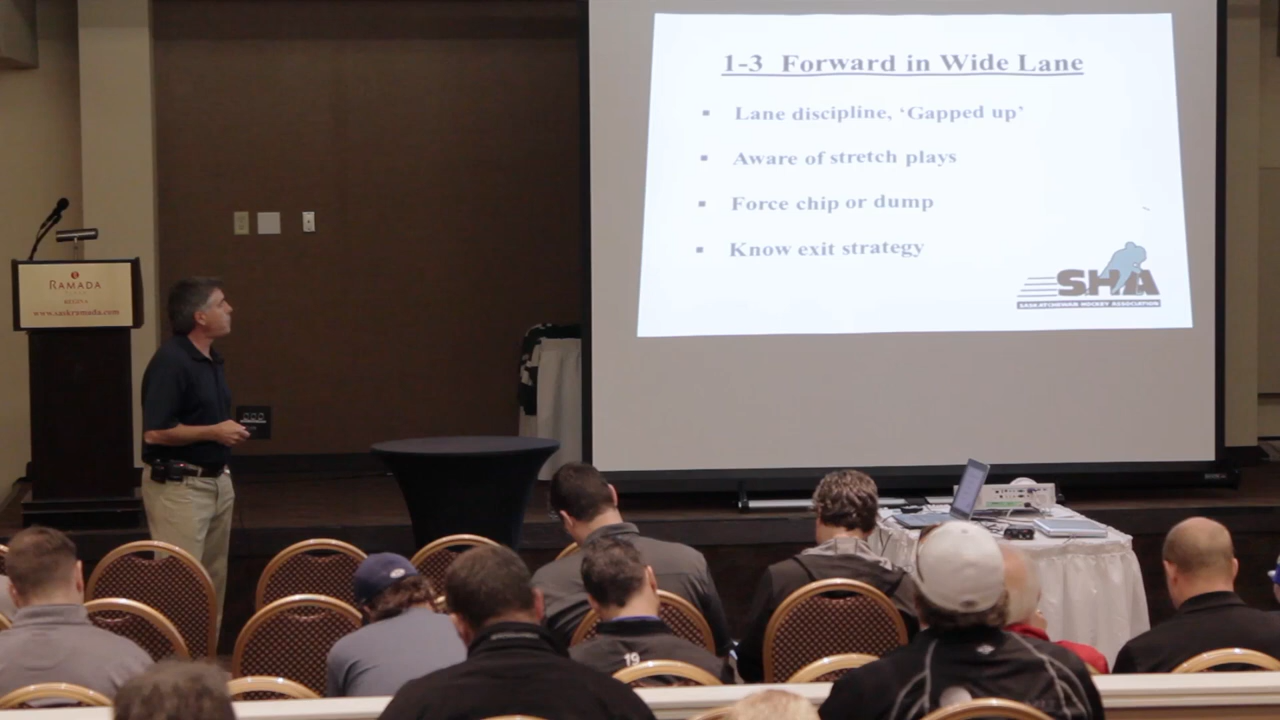 1-3 Forward in Wide Lane
▪ Lane discipline, ‘Gapped up’
▪ Aware of stretch plays
▪ Force chip or dump
▪ Know exit strategy
SHA
SASKATCHEWAN HOCKEY ASSOCIATION
RAMADA
REGINA
www.saskramada.com
19